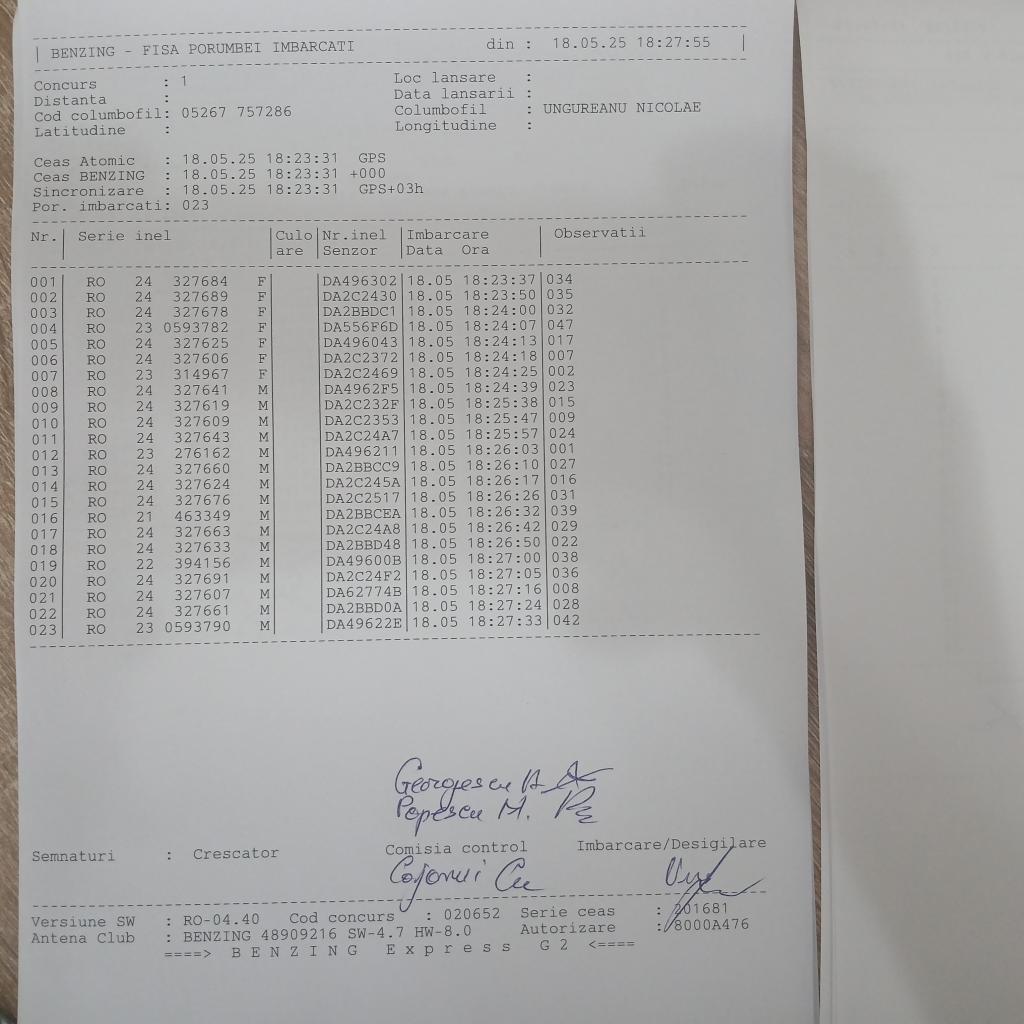 BENZING - FISA PORUMBEI IMBARCATI din : 18.05.25 18:27:55
Concurs : 1 Loc lansare :
Distanta : Data lansarii :
Cod columbofil: 05267 757286 Columbofil : UNGUREANU NICOLAE
Latitudine : Longitudine :
Ceas Atomic : 18.05.25 18:23:31 GPS
Ceas BENZING : 18.05.25 18:23:31 +000
Sincronizare : 18.05.25 18:23:31 GPS+03h
Por. imbarcati: 023
Nr.| Serie inel |Culo|Nr.inel |Imbarcare | Observatii
are |Senzor |Data Ora
001| RO 24 327684 F| |DA496302|18.05 18:23:37|034
002| RO 24 327689 F| |DA2C2430|18.05 18:23:50|035
003| RO 24 327678 F| |DA2BBDC1|18.05 18:24:00|032
004| RO 23 0593782 F| |DA556F6D|18.05 18:24:07|047
005| RO 24 327625 F| |DA496043|18.05 18:24:13|017
006| RO 24 327606 F| |DA2C2372|18.05 18:24:18|007
007| RO 23 314967 F| |DA2C2469|18.05 18:24:25|002
008| RO 24 327641 M| |DA4962F5|18.05 18:24:39|023
009| RO 24 327619 M| |DA2C232F|18.05 18:25:38|015
010| RO 24 327609 M| |DA2C2353|18.05 18:25:47|009
011| RO 24 327643 M| |DA2C24A7|18.05 18:25:57|024
012| RO 23 276162 M| |DA496211|18.05 18:26:03|001
013| RO 24 327660 M| |DA2BBCC9|18.05 18:26:10|027
014| RO 24 327624 M| |DA2C245A|18.05 18:26:17|016
015| RO 24 327676 M| |DA2C2517|18.05 18:26:26|031
016| RO 21 463349 M| |DA2BBCEA|18.05 18:26:32|039
017| RO 24 327663 M| |DA2C24A8|18.05 18:26:42|029
018| RO 24 327633 M| |DA2BBD48|18.05 18:26:50|022
019| RO 22 394156 M| |DA49600B|18.05 18:27:00|038
020| RO 24 327691 M| |DA2C24F2|18.05 18:27:05|036
021| RO 24 327607 M| |DA62774B|18.05 18:27:16|008
022| RO 24 327661 M| |DA2BBD0A|18.05 18:27:24|028
023| RO 23 0593790 M| |DA49622E|18.05 18:27:33|042
Georgescu
Popescu M.
Semnaturi : Crescator Comisia control Imbarcare/Desigilare
Versiune SW : RO-04.40 Cod concurs : 020652 Serie ceas : 201681
Antena Club : BENZING 48909216 SW-4.7 HW-8.0 Autorizare : 8000A476
====> B E N Z I N G E x p r e s s G 2 <====